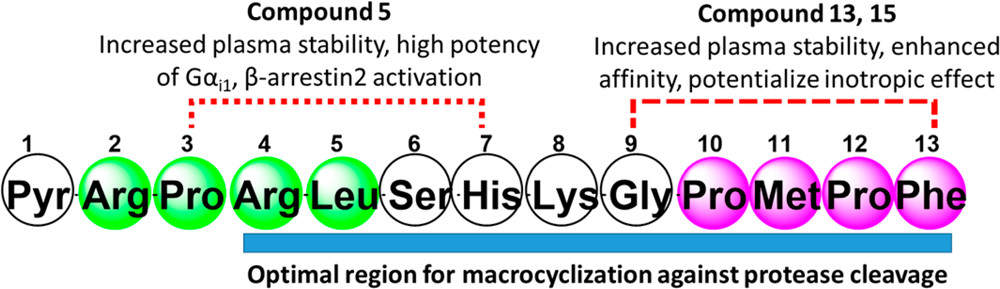 Compound 5
Increased plasma stability, high potency
of Gαi1, β-arrestin2 activation
Compound 13, 15
Increased plasma stability, enhanced
affinity, potentialize inotropic effect
1 2 3 4 5 6 7 8 9 10 11 12 13
Pyr Arg Pro Arg Leu Ser His Lys Gly Pro Met Pro Phe
Optimal region for macrocyclization against protease cleavage